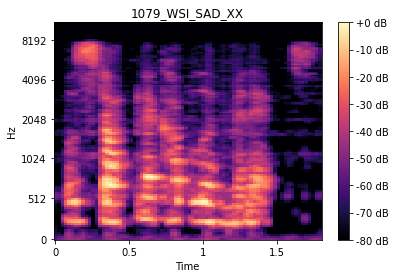 1079_WSI_SAD_XX
8192
4096
2048
1024
512
0
Hz
0
0.5
1
1.5
Time
+0 dB
-10 dB
-20 dB
-30 dB
-40 dB
-50 dB
-60 dB
-70 dB
-80 dB